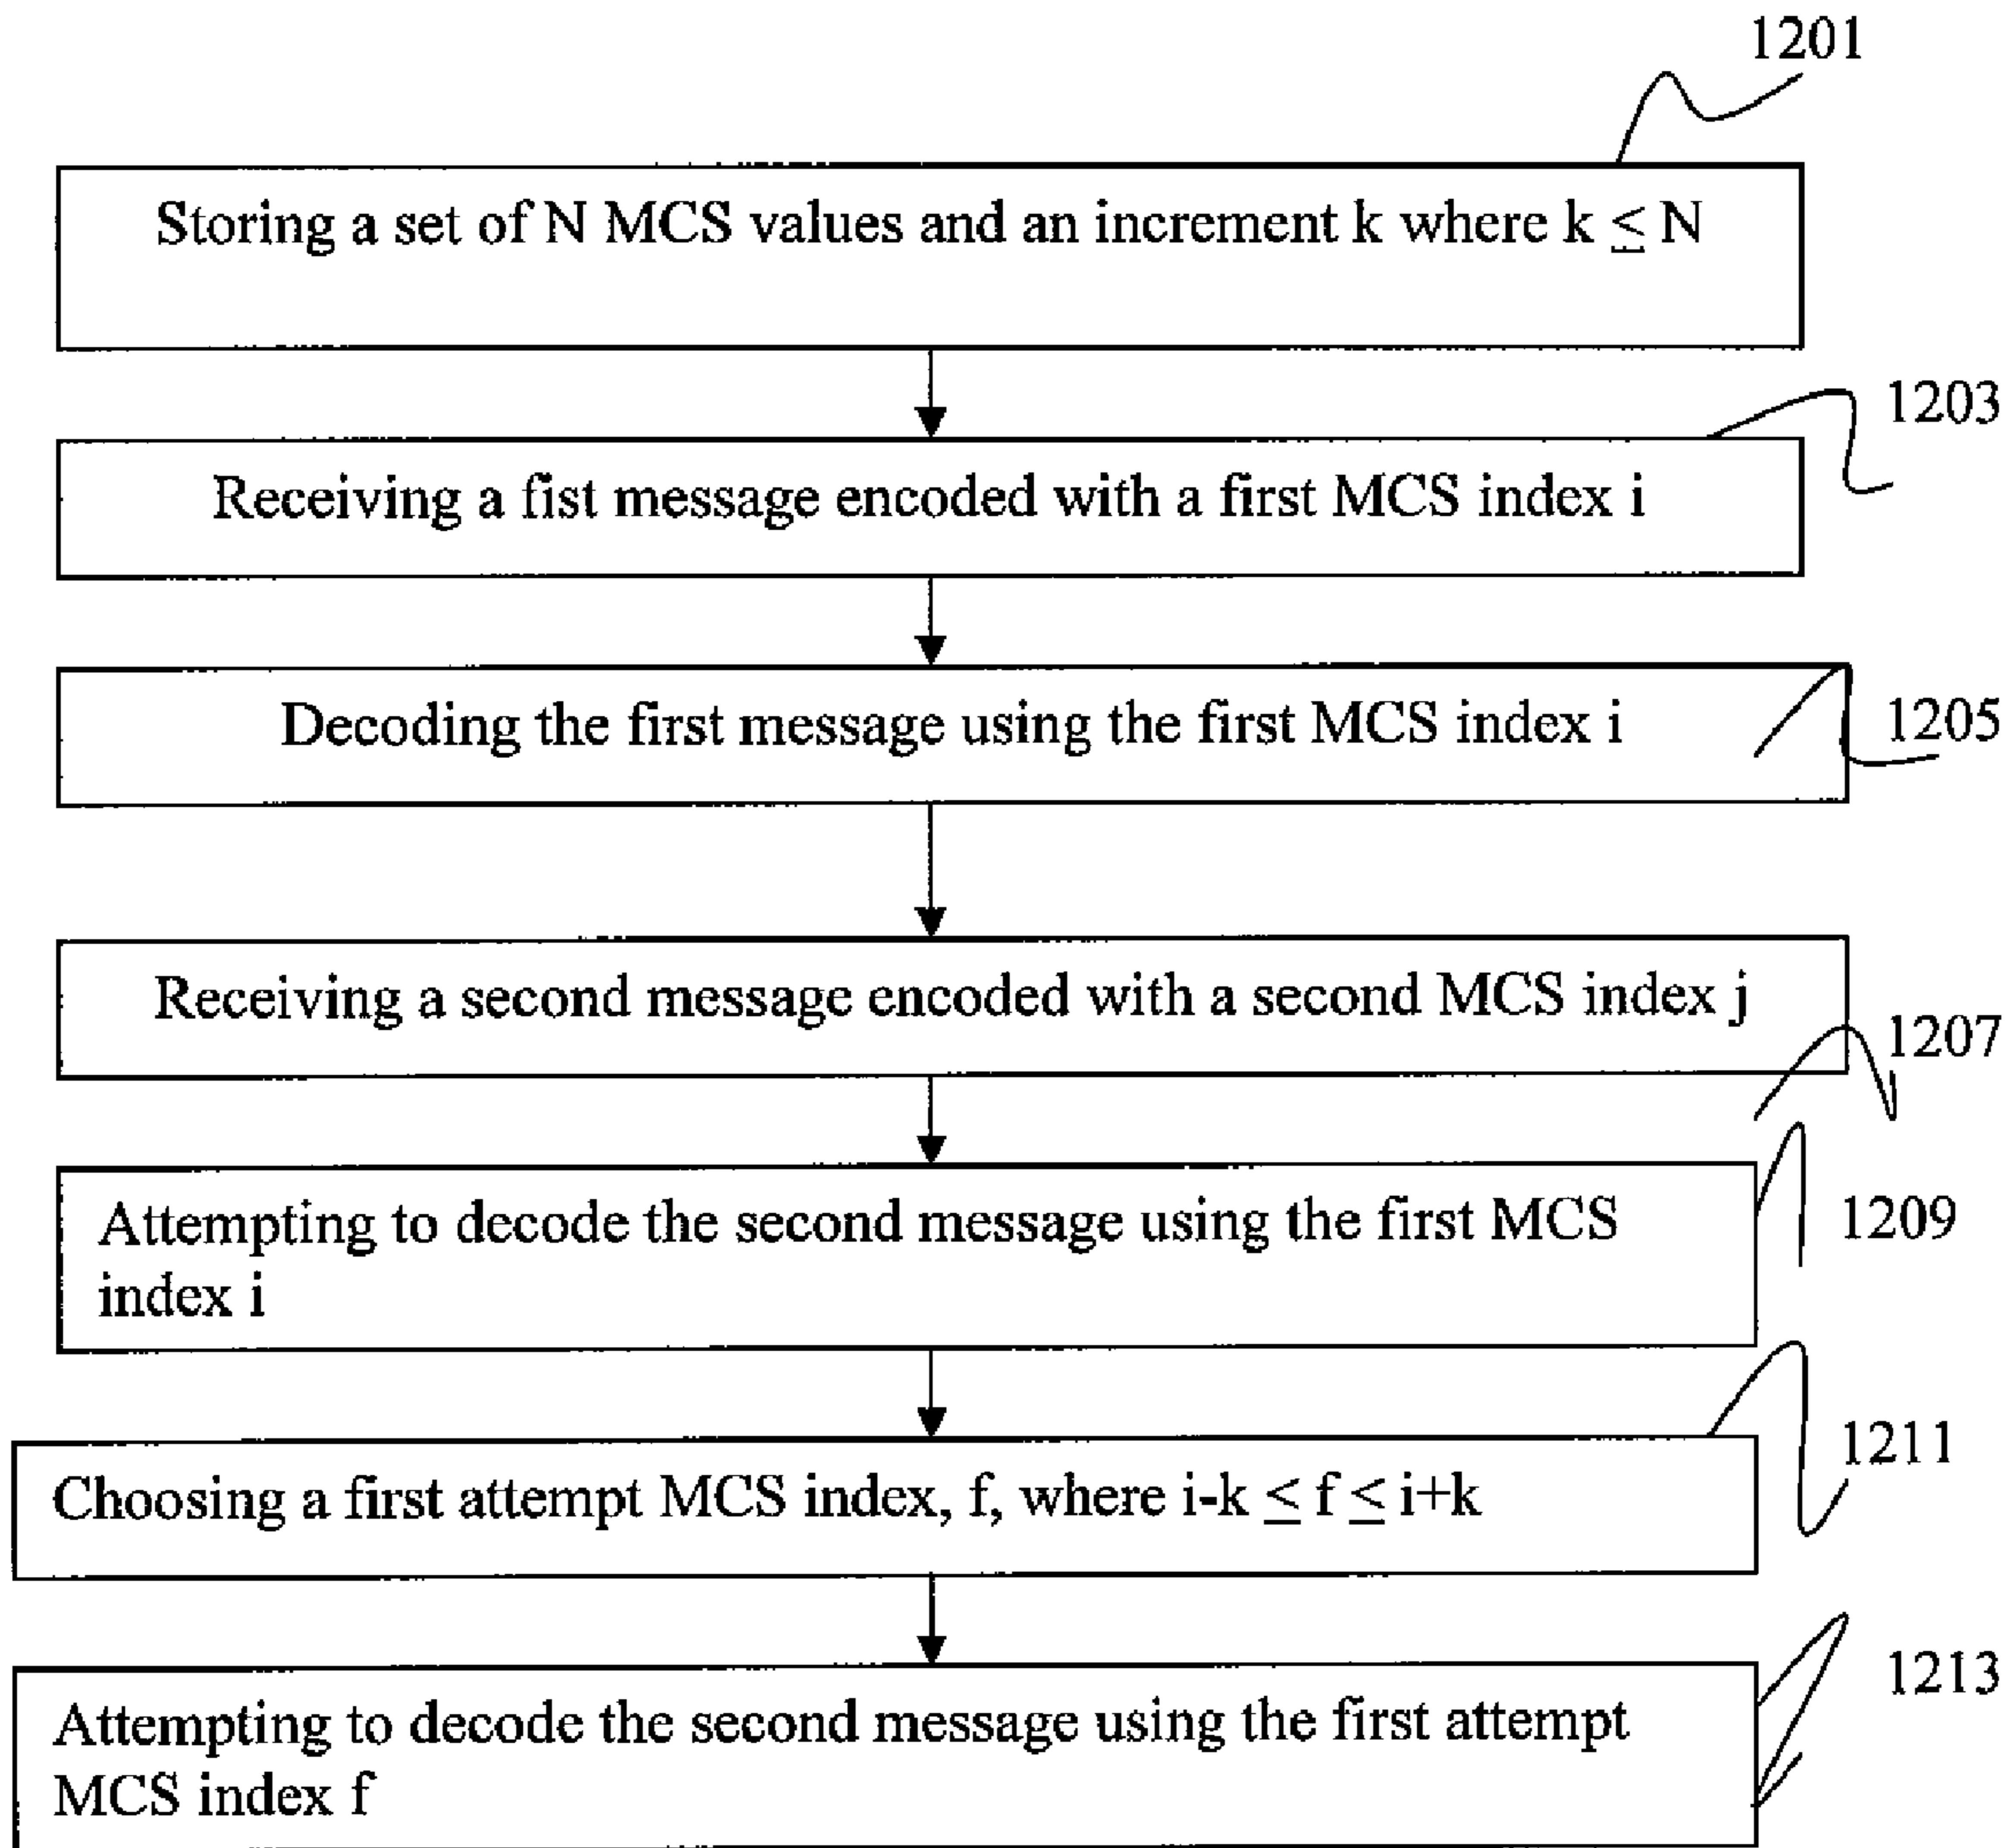 1201
Storing a set of N MCS values and an increment k where k ≤ N
1203
Receiving a fist message encoded with a first MCS index i
Decoding the first message using the first MCS index i
1205
Receiving a second message encoded with a second MCS index j
1207
Attempting to decode the second message using the first MCS
index i
1209
Choosing a first attempt MCS index, f, where i-k ≤ f ≤ i+k
1211
Attempting to decode the second message using the first attempt
MCS index f
1213